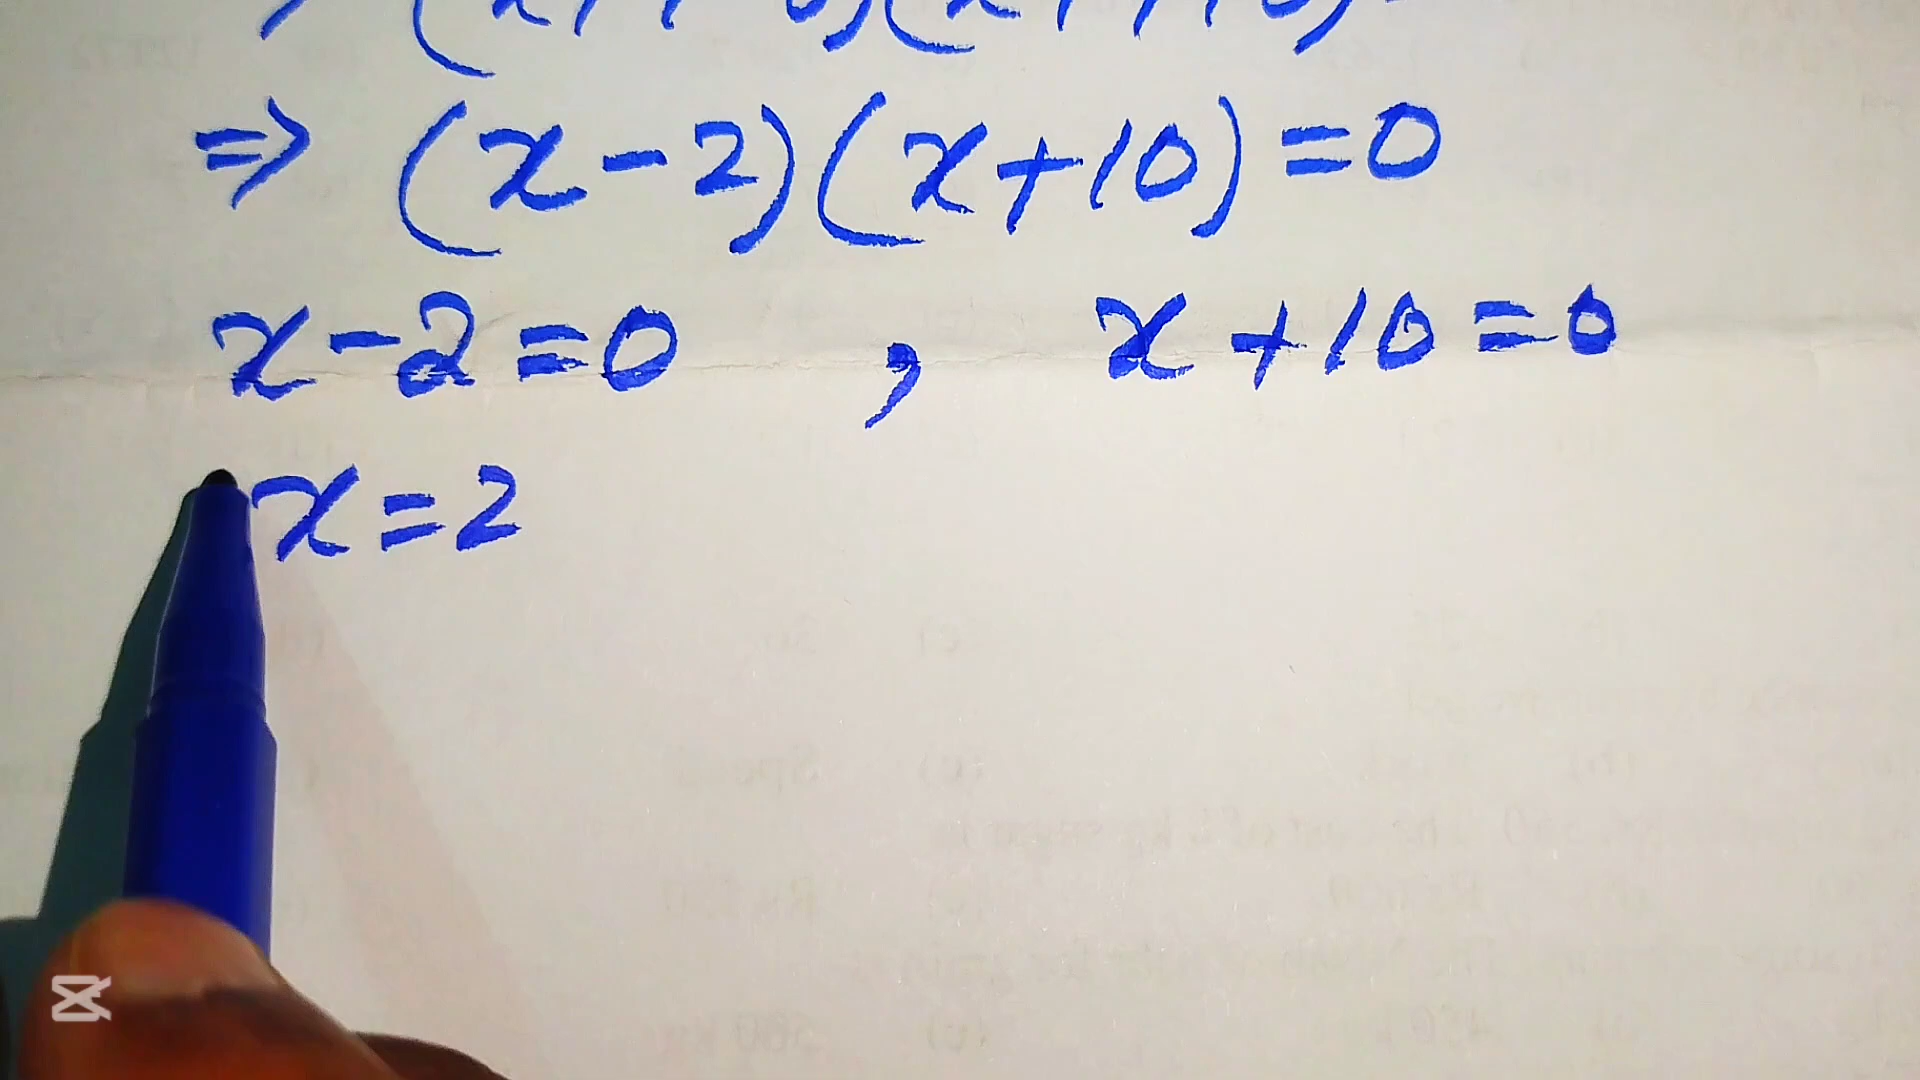 ⇒ (x-2)(x+10)=0
x-2=0 , x+10=0
x=2